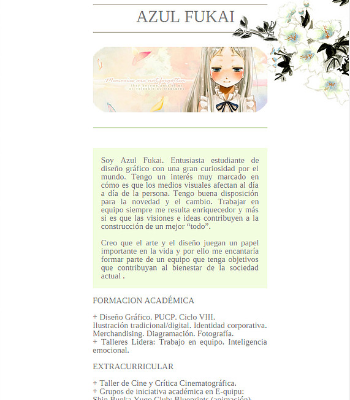 AZUL FUKAI
Soy Azul Fukai. Entusiasta estudiante de
diseño gráfico con una gran curiosidad por el
mundo. Tengo un interés muy marcado en
cómo es que los medios visuales afectan al día
a día de la persona. Tengo buena disposición
para la novedad y el cambio. Trabajar en
equipo siempre me resulta enriquecedor y más
si es que las visiones e ideas contribuyen a la
construcción de un mejor "todo".
Creo que el arte y el diseño juegan un papel
importante en la vida y por ello me encantaría
formar parte de un equipo que tenga objetivos
que contribuyan al bienestar de la sociedad
actual .
FORMACION ACADÉMICA
+ Diseño Gráfico. PUCP. Ciclo VIII.
Ilustración tradicional/digital. Identidad corporativa.
Merchandising. Diagramación. Fotografía.
+ Talleres Lidera: Trabajo en equipo. Inteligencia
emocional.
EXTRACURRICULAR
+ Taller de Cine y Crítica Cinematográfica.
+ Grupos de iniciativa académica en E-quipu: